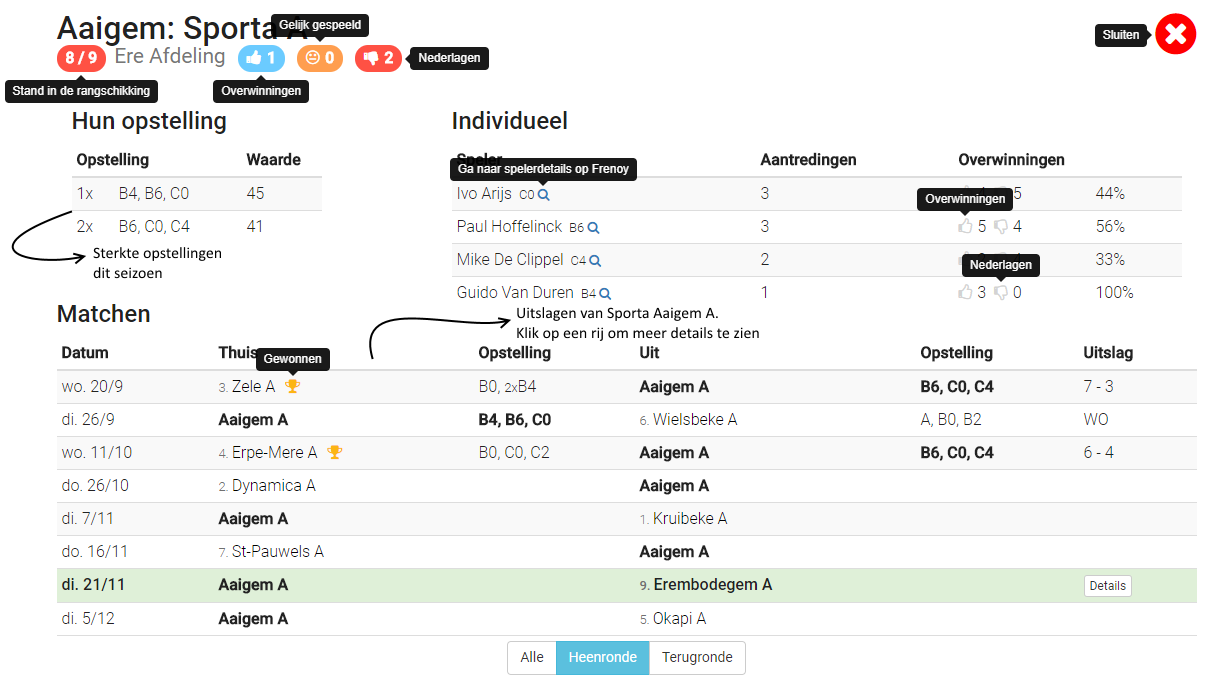 Aaigem: Sporta A
Gelijk gespeeld
Sluiten
8 / 9 Ere Afdeling 1 0 2 Nederlagen
Stand in de rangschikking Overwinningen
Hun opstelling
Opstelling Waarde
1x B4, B6, C0 45
2x B6, C0, C4 41
Sterkte opstellingen
dit seizoen
Individueel
Speler Aantredingen Overwinningen
Ga naar spelerdetails op Frenoy
Ivo Arijs C0 3 5 44%
Overwinningen
Paul Hoffelinck B6 3 5 4 56%
Mike De Clippel C4 2 33%
Nederlagen
Guido Van Duren B4 1 3 0 100%
Uitslagen van Sporta Aaigem A.
Klik op een rij om meer details te zien
Matchen
Datum Thuis Opstelling Uit Opstelling Uitslag
Gewonnen
wo. 20/9 3. Zele A B0, 2xB4 Aaigem A B6, C0, C4 7 - 3
di. 26/9 Aaigem A B4, B6, C0 6. Wielsbeke A A, B0, B2 WO
wo. 11/10 4. Erpe-Mere A B0, C0, C2 Aaigem A B6, C0, C4 6 - 4
do. 26/10 2. Dynamica A Aaigem A
di. 7/11 Aaigem A 1. Kruibeke A
do. 16/11 7. St-Pauwels A Aaigem A
di. 21/11 Aaigem A 9. Erembodegem A Details
di. 5/12 Aaigem A 5. Okapi A
Alle Heenronde Terugronde